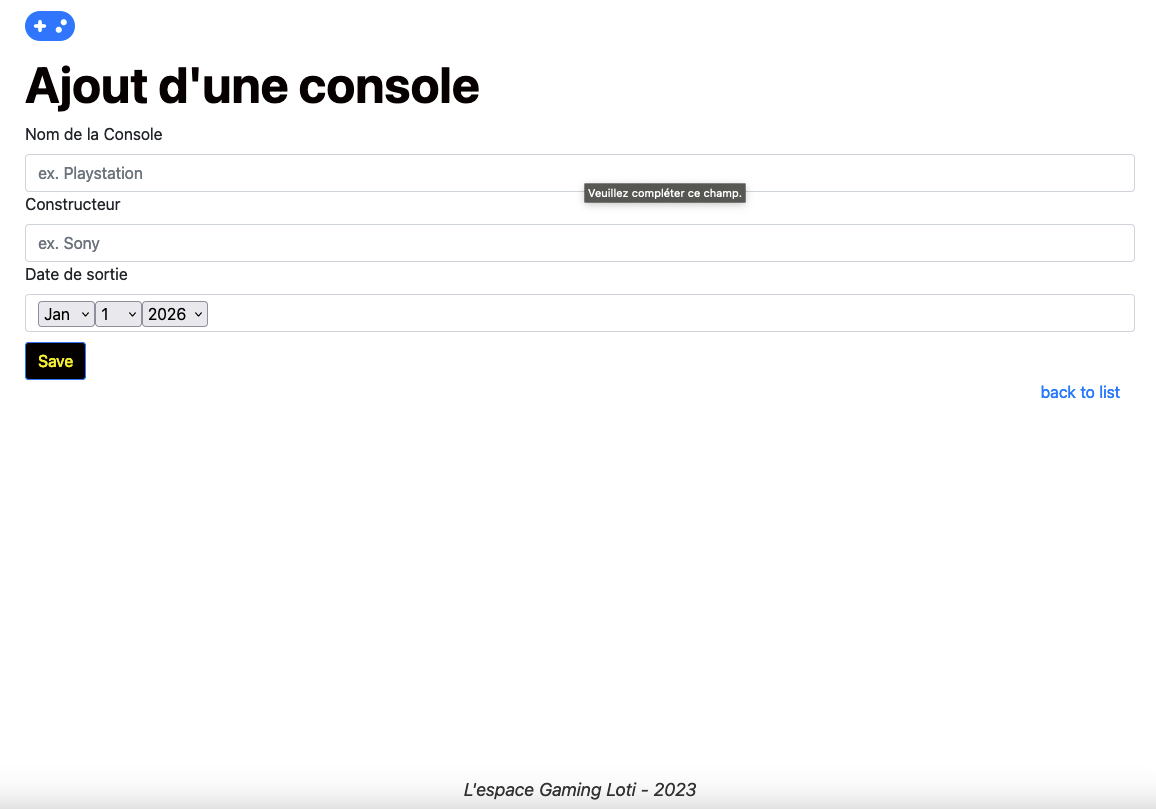 Ajout d'une console
Nom de la Console
ex. Playstation
Veuillez compléter ce champ.
Constructeur
ex. Sony
Date de sortie
Jan 1 2026
Save
back to list
L'espace Gaming Loti - 2023